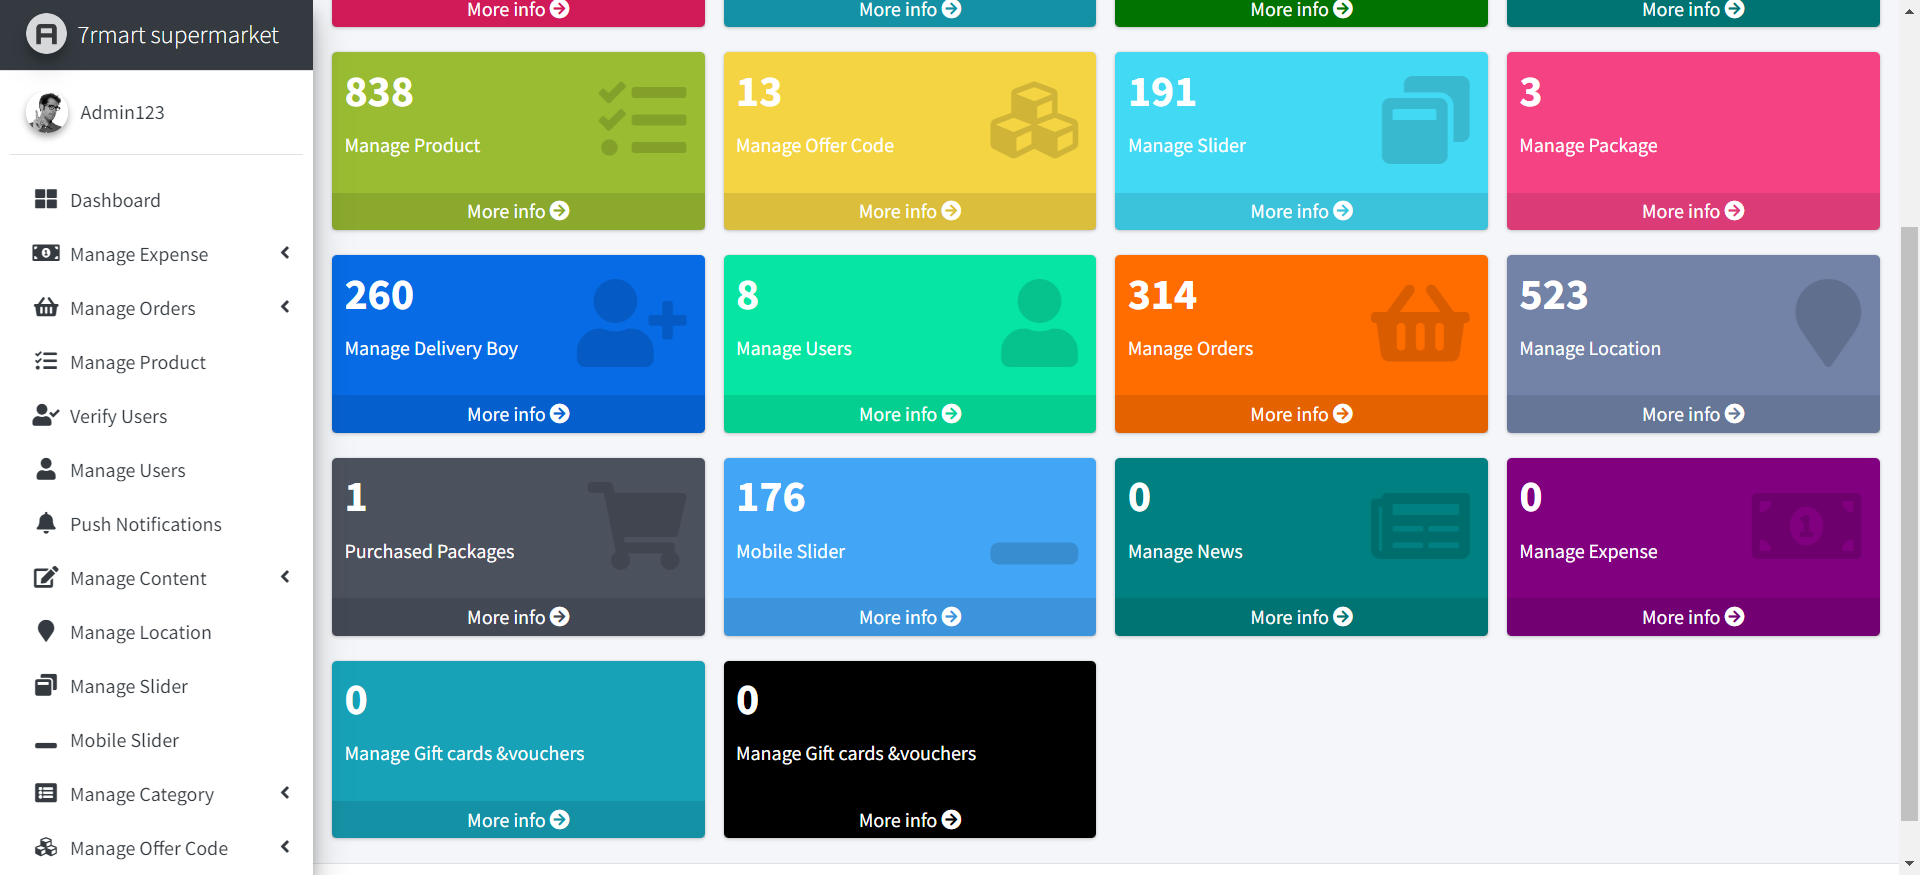 7rmart supermarket
Admin123
Dashboard
Manage Expense
Manage Orders
Manage Product
Verify Users
Manage Users
Push Notifications
Manage Content
Manage Location
Manage Slider
Mobile Slider
Manage Category
Manage Offer Code
More info
More info
More info
More info
838
Manage Product
More info
13
Manage Offer Code
More info
191
Manage Slider
More info
3
Manage Package
More info
260
Manage Delivery Boy
More info
8
Manage Users
More info
314
Manage Orders
More info
523
Manage Location
More info
1
Purchased Packages
More info
176
Mobile Slider
More info
0
Manage News
More info
0
Manage Expense
More info
0
Manage Gift cards &vouchers
More info
0
Manage Gift cards &vouchers
More info